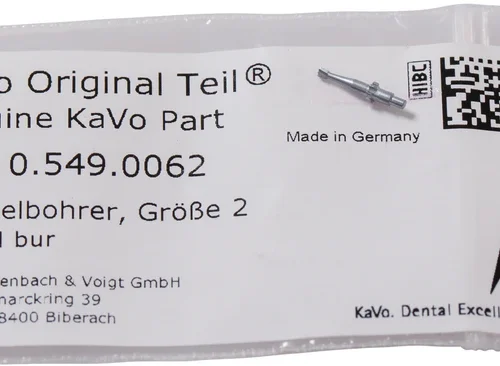 o Original Teil®
uine KaVo Part
0.549.0062
elbohrer, Größe 2
l bur
enbach & Voigt GmbH
marckring 39
8400 Biberach
HIBC
Made in Germany
KaVo. Dental Excell